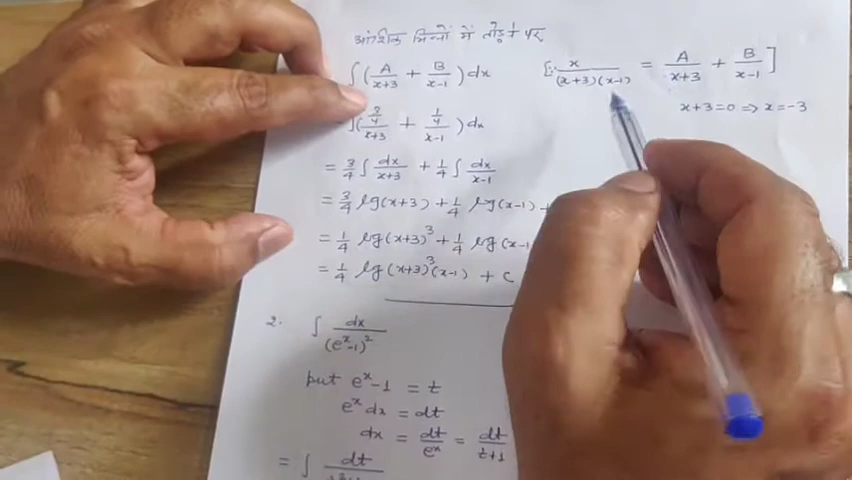 आंशिक भिन्नों में तोड़ने पर
∫(A/(x+3) + B/(x-1))dx
[∵ x/((x+3)(x-1)) = A/(x+3) + B/(x-1)]
x+3=0 ⇒ x=-3
∫((3/4)/(x+3) + (1/4)/(x-1))dx
= 3/4 ∫ dx/(x+3) + 1/4 ∫ dx/(x-1)
= 3/4 log(x+3) + 1/4 log(x-1) +
= 1/4 log(x+3)³ + 1/4 log(x-1
= 1/4 log(x+3)³(x-1) + c
2. ∫ dx/(eˣ-1)²
put eˣ-1 = t
eˣ dx = dt
dx = dt/eˣ = dt/(t+1)
= ∫ dt